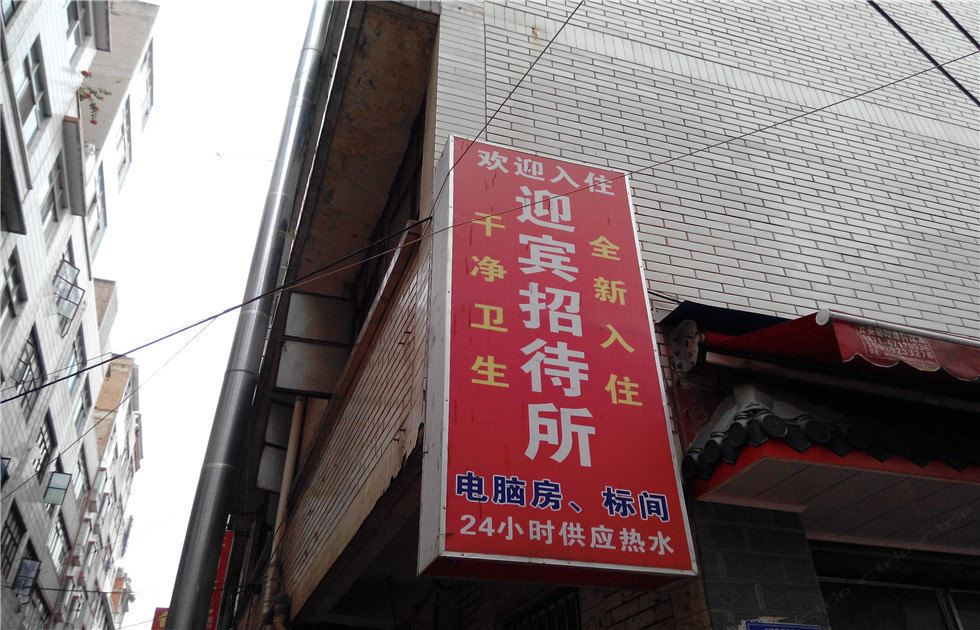 欢迎入住
干净卫生
迎宾招待所
全新入住
电脑房、标间
24小时供应热水